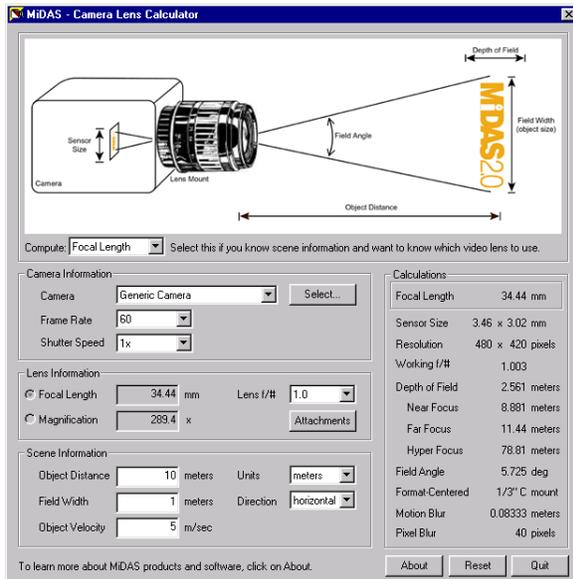 MiDAS - Camera Lens Calculator
Depth of Field
Sensor Size
Field Angle
MiDAS2.0
Field Width (object size)
Camera
Lens Mount
Object Distance
Compute: Focal Length Select this if you know scene information and want to know which video lens to use.
Camera Information
Camera Generic Camera Select...
Frame Rate 60
Shutter Speed 1x
Lens Information
Focal Length 34.44 mm Lens f/# 1.0
Magnification 289.4 x Attachments
Scene Information
Object Distance 10 meters Units meters
Field Width 1 meters Direction horizontal
Object Velocity 5 m/sec
Calculations
Focal Length 34.44 mm
Sensor Size 3.46 x 3.02 mm
Resolution 480 x 420 pixels
Working f/# 1.003
Depth of Field 2.561 meters
Near Focus 8.881 meters
Far Focus 11.44 meters
Hyper Focus 78.81 meters
Field Angle 5.725 deg
Format-Centered 1/3" C mount
Motion Blur 0.08333 meters
Pixel Blur 40 pixels
To learn more about MiDAS products and software, click on About.
About Reset Quit